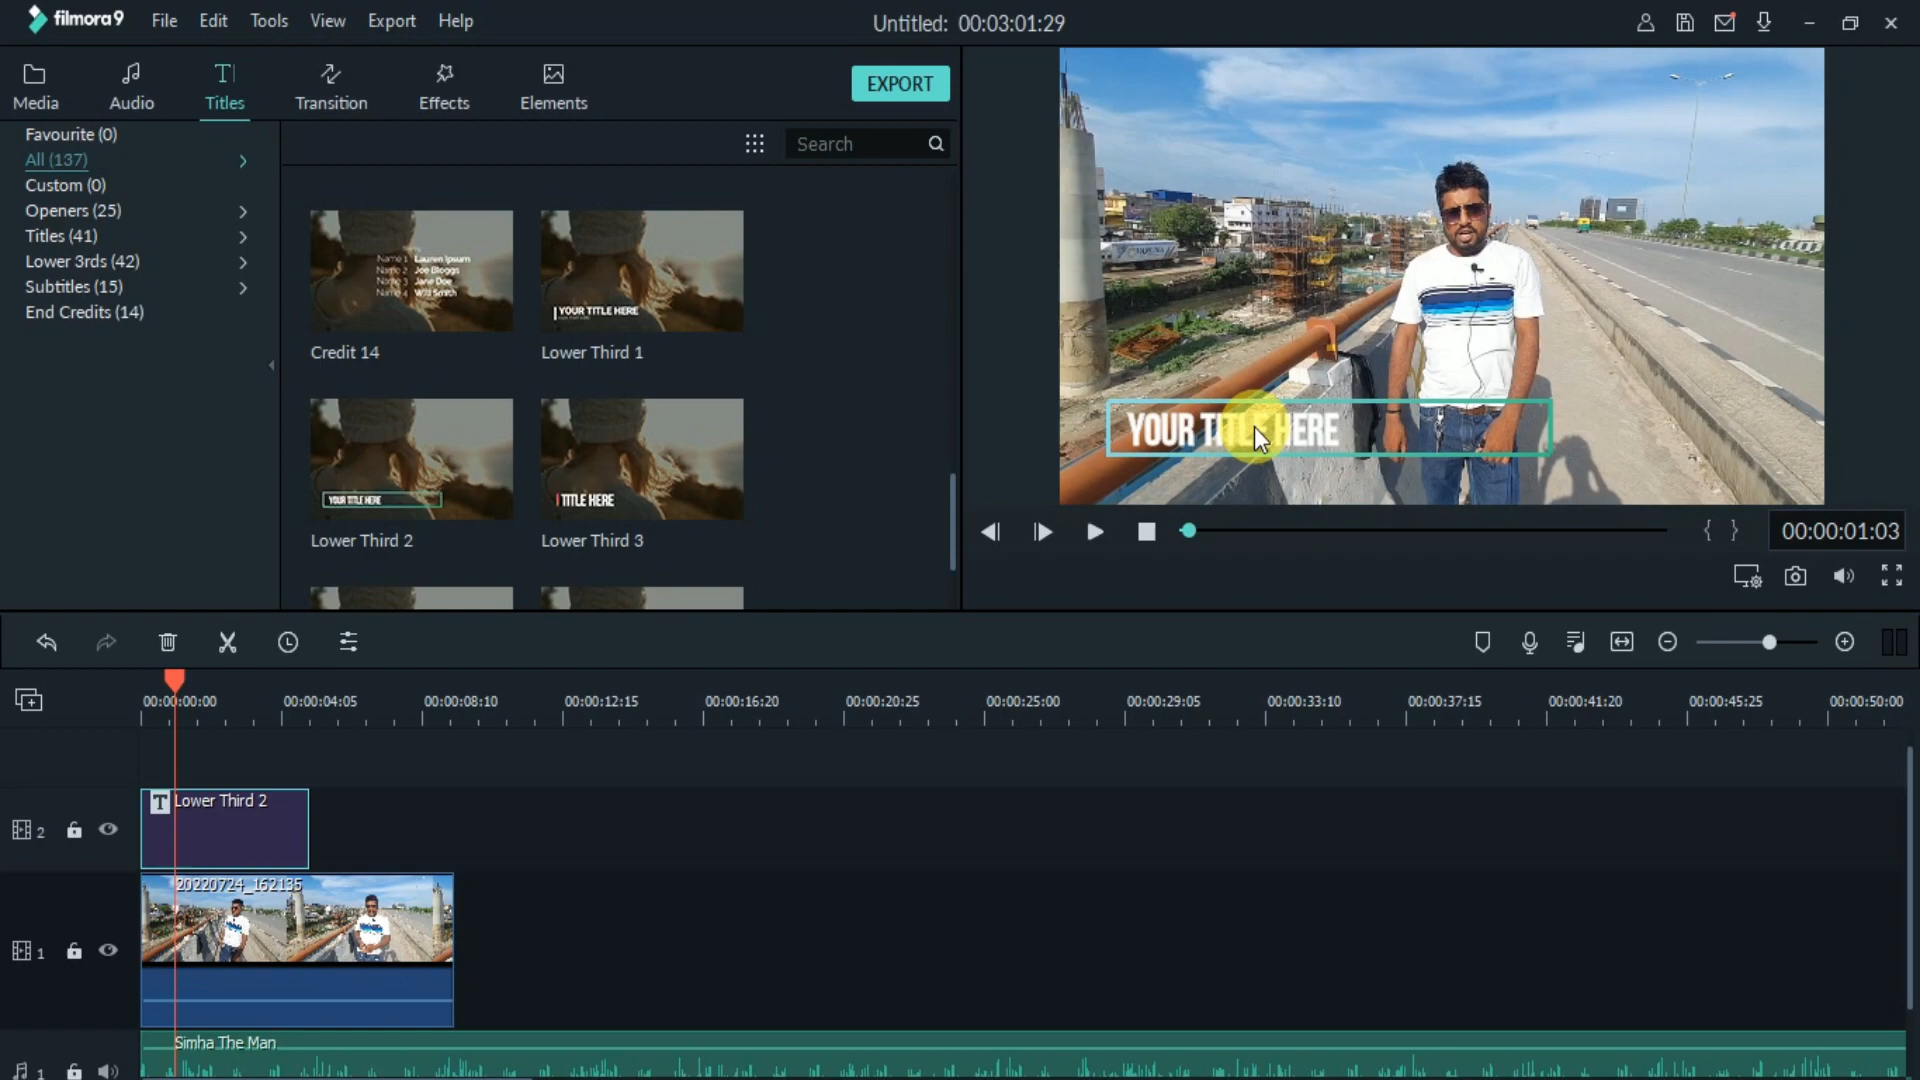 filmora9 File Edit Tools View Export Help
Untitled: 00:03:01:29
Media Audio Titles Transition Effects Elements
EXPORT
Favourite (0)
All (137)
Custom (0)
Openers (25)
Titles (41)
Lower 3rds (42)
Subtitles (15)
End Credits (14)
Search
Name 1 Lauren Ipsum
Name 2 Joe Bloggs
Name 3 Jane Doe
Name 4 Will Smith
YOUR TITLE HERE
Credit 14
Lower Third 1
YOUR TITLE HERE
TITLE HERE
Lower Third 2
Lower Third 3
YOUR TITLE HERE
{ } 00:00:01:03
00:00:00:00 00:00:04:05 00:00:08:10 00:00:12:15 00:00:16:20 00:00:20:25 00:00:25:00 00:00:29:05 00:00:33:10 00:00:37:15 00:00:41:20 00:00:45:25 00:00:50:00
2
T Lower Third 2
1
20220724_162135
Simha The Man
1